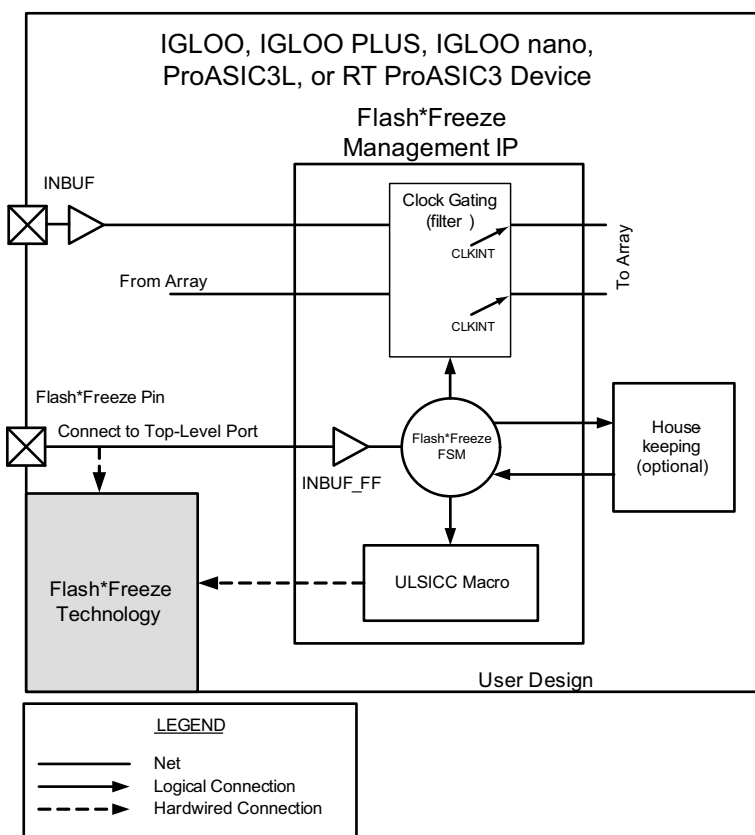 IGLOO, IGLOO PLUS, IGLOO nano,
ProASIC3L, or RT ProASIC3 Device
Flash*Freeze
Management IP
INBUF
Clock Gating
(filter )
CLKINT
From Array
CLKINT
To Array
Flash*Freeze Pin
Connect to Top-Level Port
INBUF_FF
Flash*Freeze
FSM
House
keeping
(optional)
Flash*Freeze
Technology
ULSICC Macro
User Design
LEGEND
Net
Logical Connection
Hardwired Connection